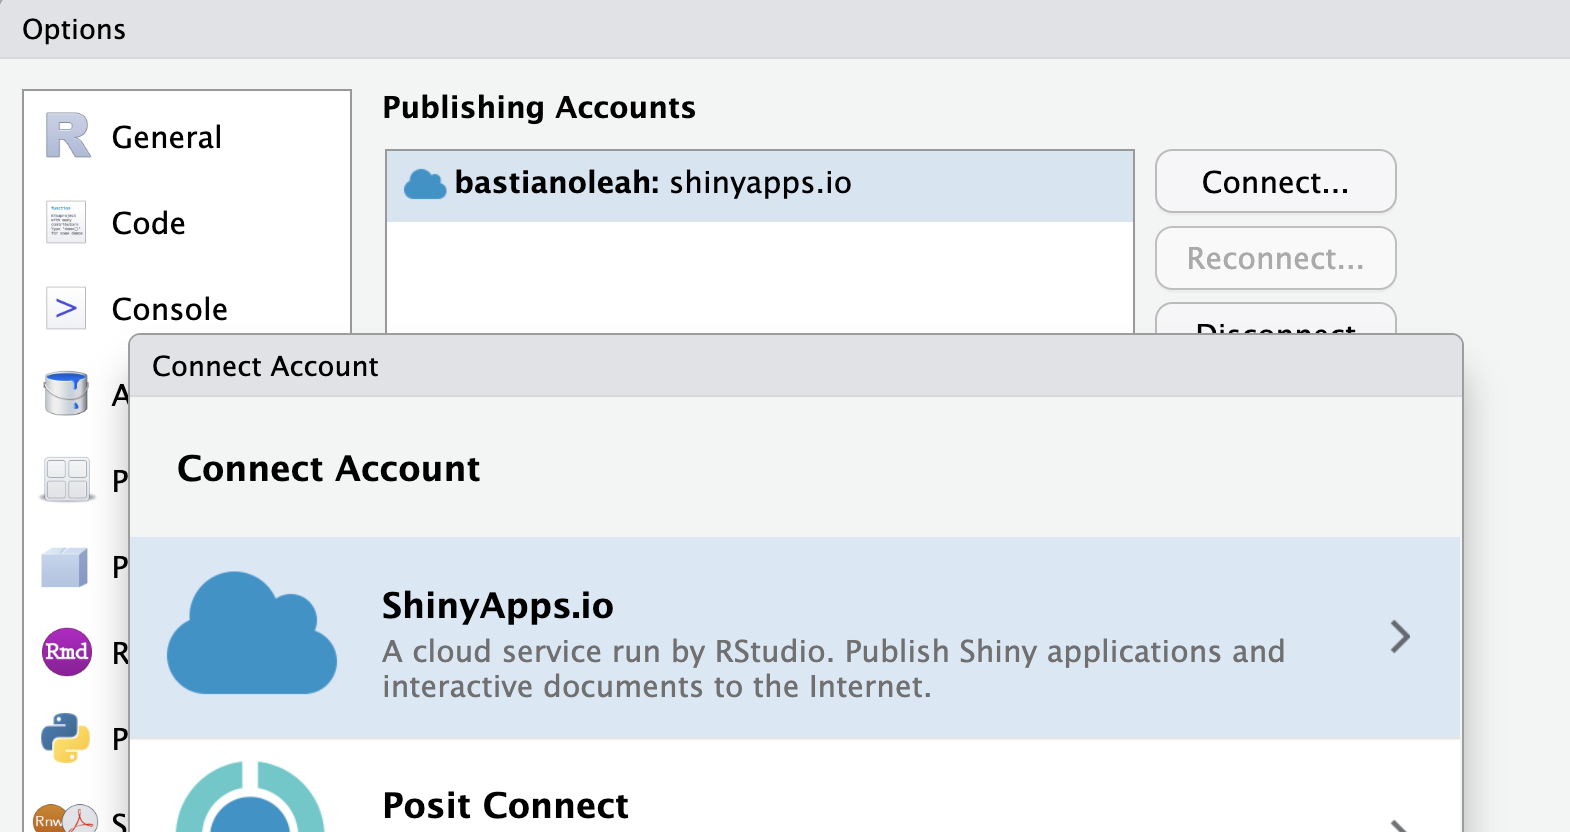 Options
General
Code
Console
Publishing Accounts
bastianoleah: shinyapps.io
Connect...
Reconnect...
Disconnect
Connect Account
Connect Account
ShinyApps.io
A cloud service run by RStudio. Publish Shiny applications and
interactive documents to the Internet.
Posit Connect
A
P
P
Rmd R
P
Rnw S